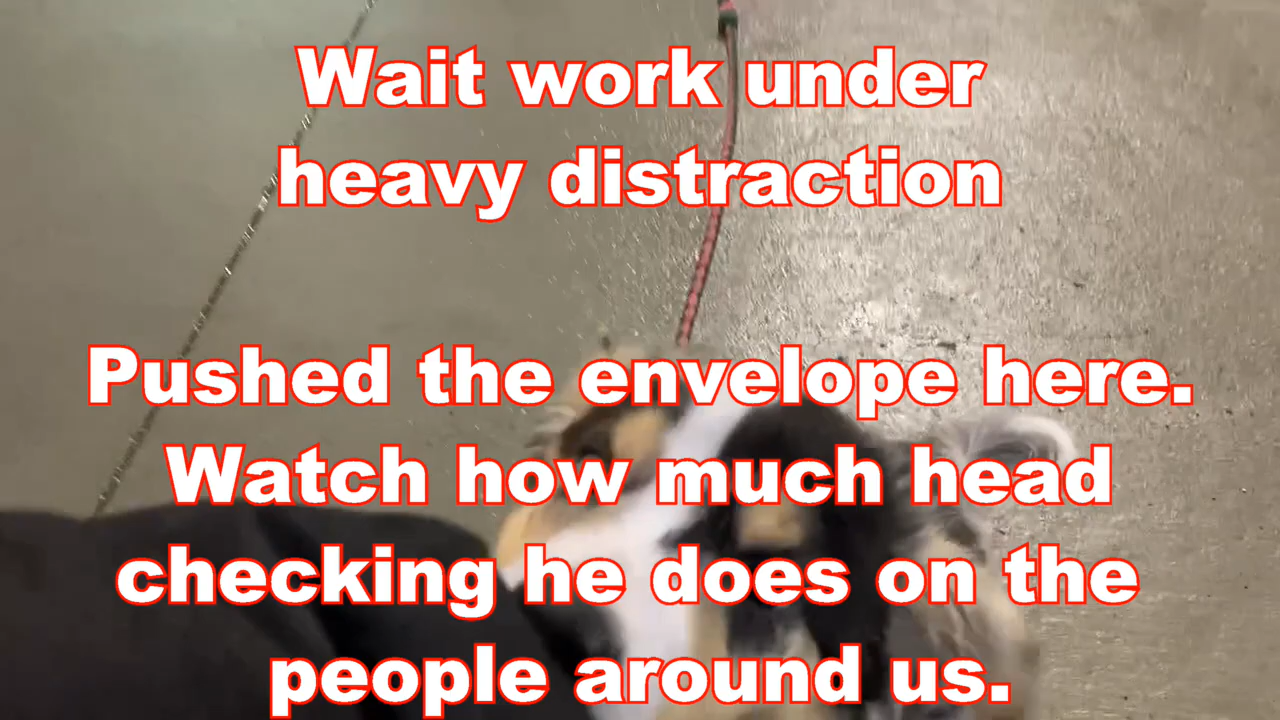 Wait work under
heavy distraction
Pushed the envelope here.
Watch how much head
checking he does on the
people around us.